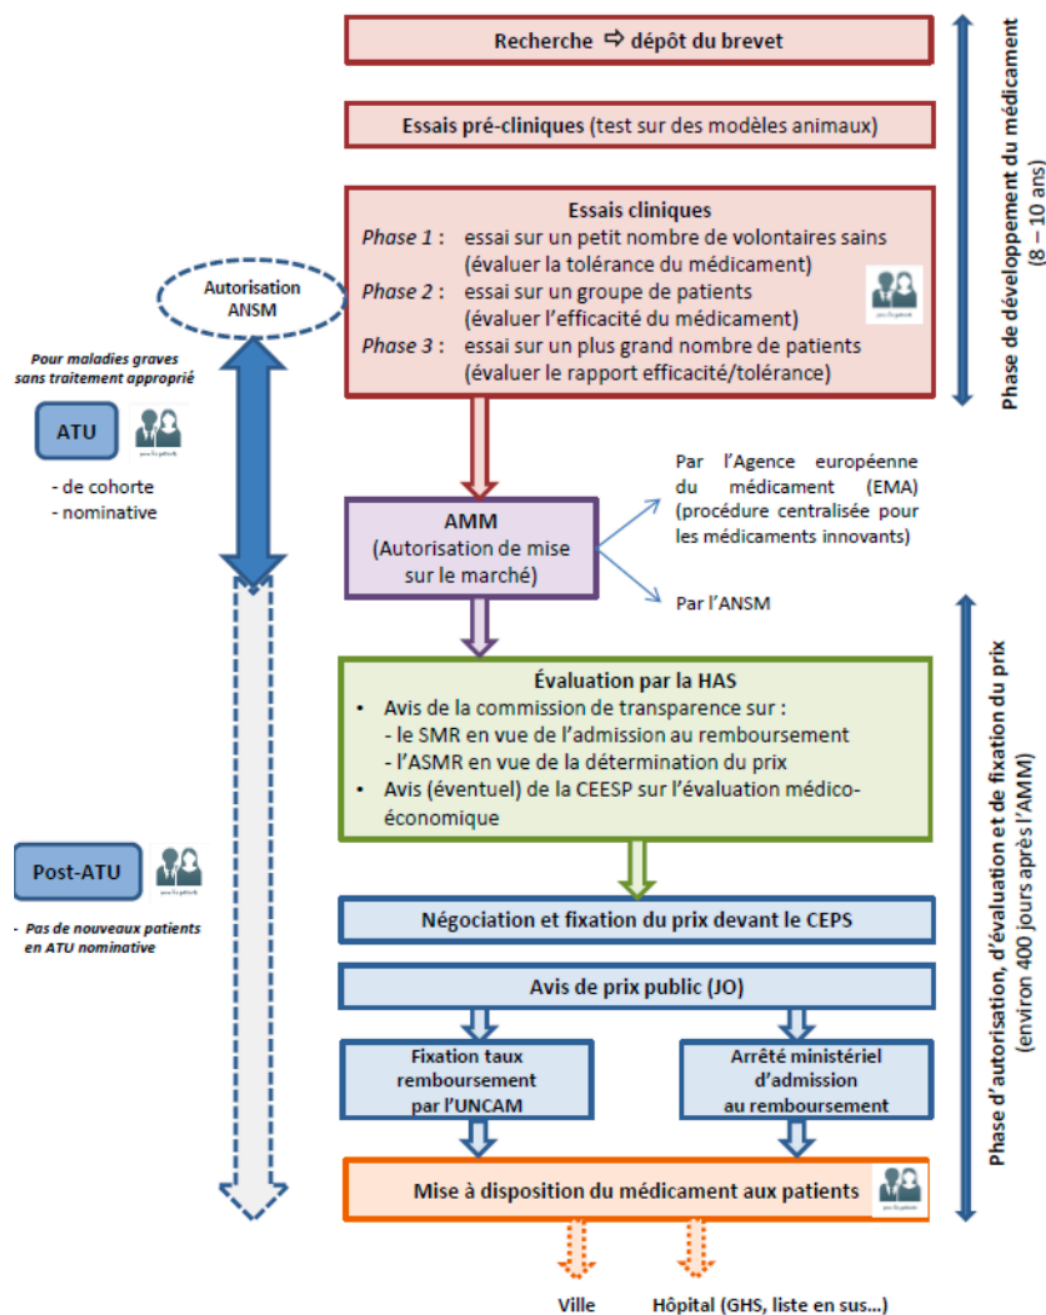 Recherche ⇨ dépôt du brevet
Essais pré-cliniques (test sur des modèles animaux)
Essais cliniques
Phase 1 : essai sur un petit nombre de volontaires sains
(évaluer la tolérance du médicament)
Phase 2 : essai sur un groupe de patients
(évaluer l'efficacité du médicament)
Phase 3 : essai sur un plus grand nombre de patients
(évaluer le rapport efficacité/tolérance)
Phase de développement du médicament
(8 – 10 ans)
Autorisation
ANSM
Pour maladies graves
sans traitement approprié
ATU
- de cohorte
- nominative
AMM
(Autorisation de mise
sur le marché)
Par l'Agence européenne
du médicament (EMA)
(procédure centralisée pour
les médicaments innovants)
Par l'ANSM
Évaluation par la HAS
• Avis de la commission de transparence sur :
- le SMR en vue de l'admission au remboursement
- l'ASMR en vue de la détermination du prix
• Avis (éventuel) de la CEESP sur l'évaluation médico-
économique
Post-ATU
- Pas de nouveaux patients
en ATU nominative
Négociation et fixation du prix devant le CEPS
Avis de prix public (JO)
Fixation taux
remboursement
par l'UNCAM
Arrêté ministériel
d'admission
au remboursement
Phase d'autorisation, d'évaluation et de fixation du prix
(environ 400 jours après l'AMM)
Mise à disposition du médicament aux patients
Ville
Hôpital (GHS, liste en sus...)